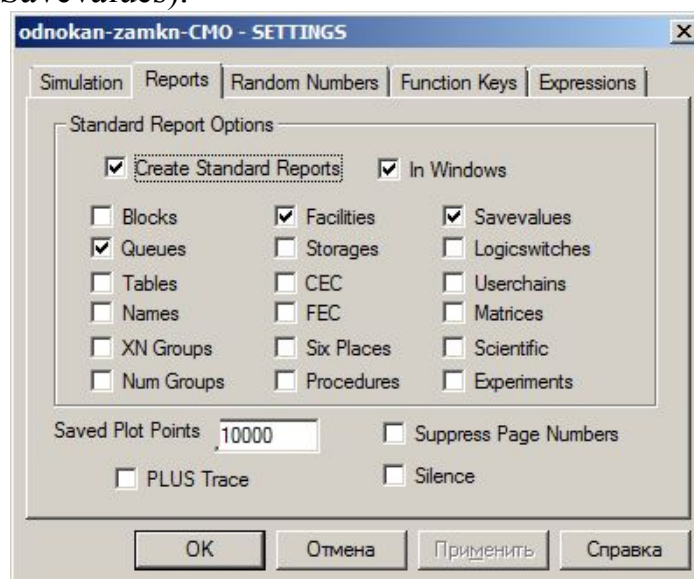 Savevalues).
odnokan-zamkn-CMO - SETTINGS
Simulation Reports Random Numbers Function Keys Expressions
Standard Report Options
Create Standard Reports In Windows
Blocks Facilities Savevalues
Queues Storages Logicswitches
Tables CEC Userchains
Names FEC Matrices
XN Groups Six Places Scientific
Num Groups Procedures Experiments
Saved Plot Points 10000 Suppress Page Numbers
PLUS Trace Silence
OK Отмена Применить Справка